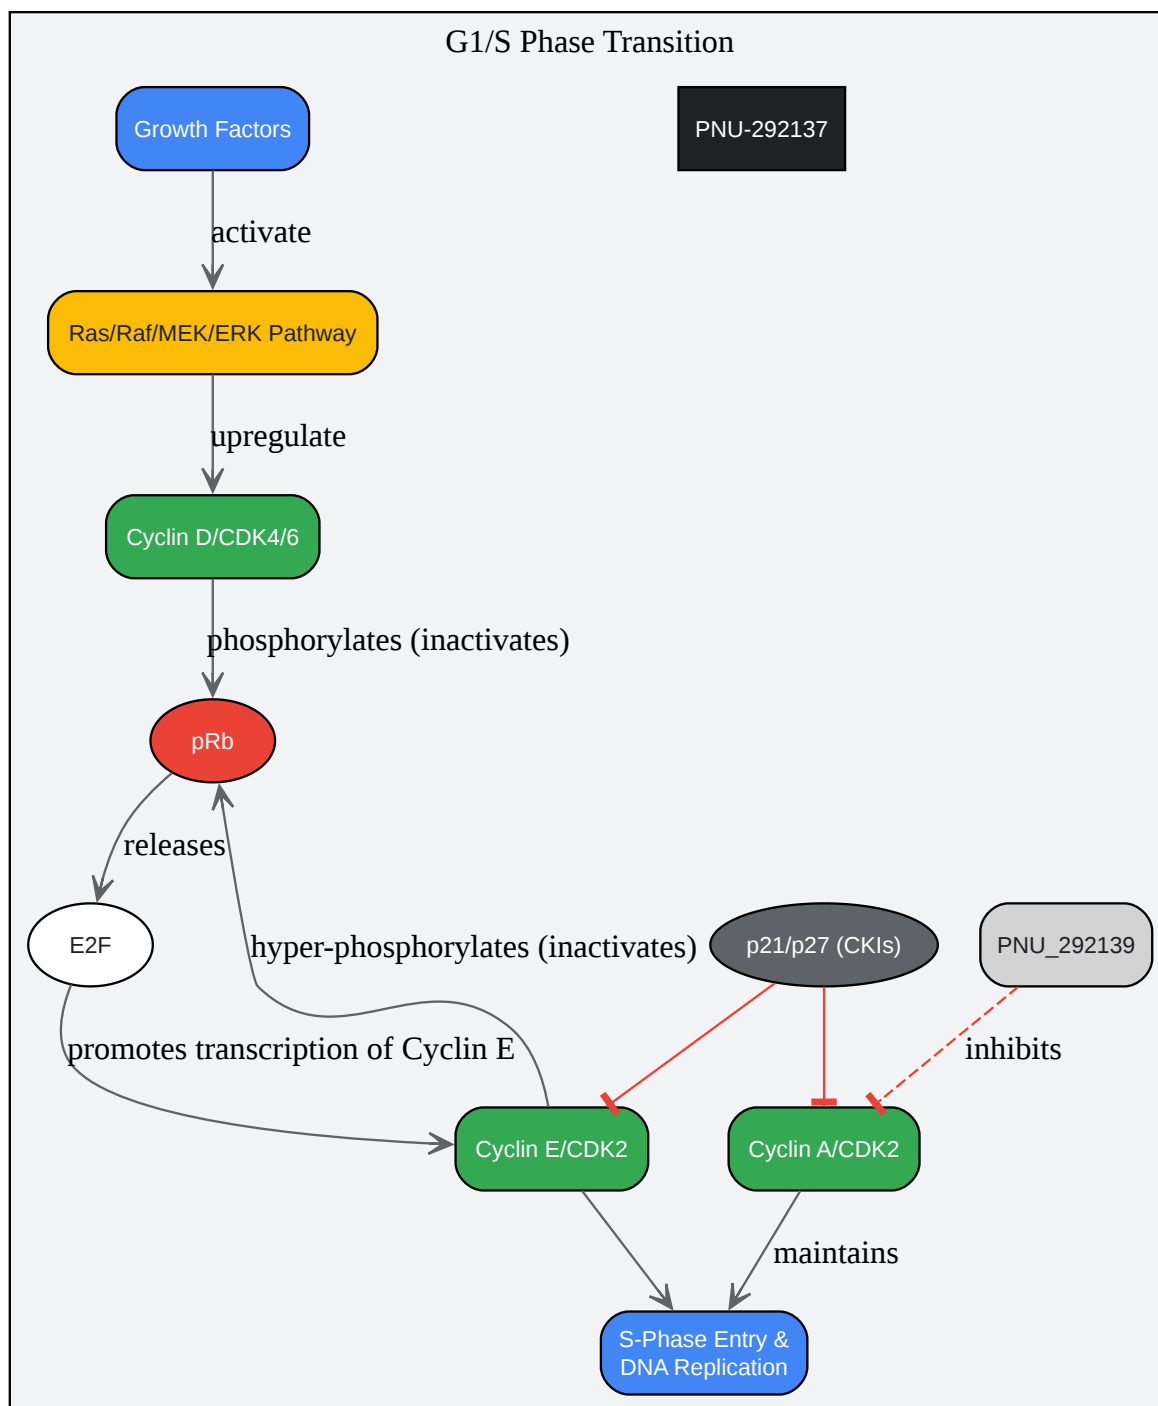 G1/S Phase Transition
Growth Factors
PNU-292137
activate
Ras/Raf/MEK/ERK Pathway
upregulate
Cyclin D/CDK4/6
phosphorylates (inactivates)
pRb
releases
E2F
hyper-phosphorylates (inactivates)
p21/p27 (CKIs)
PNU_292139
promotes transcription of Cyclin E
inhibits
Cyclin E/CDK2
Cyclin A/CDK2
maintains
S-Phase Entry &
DNA Replication